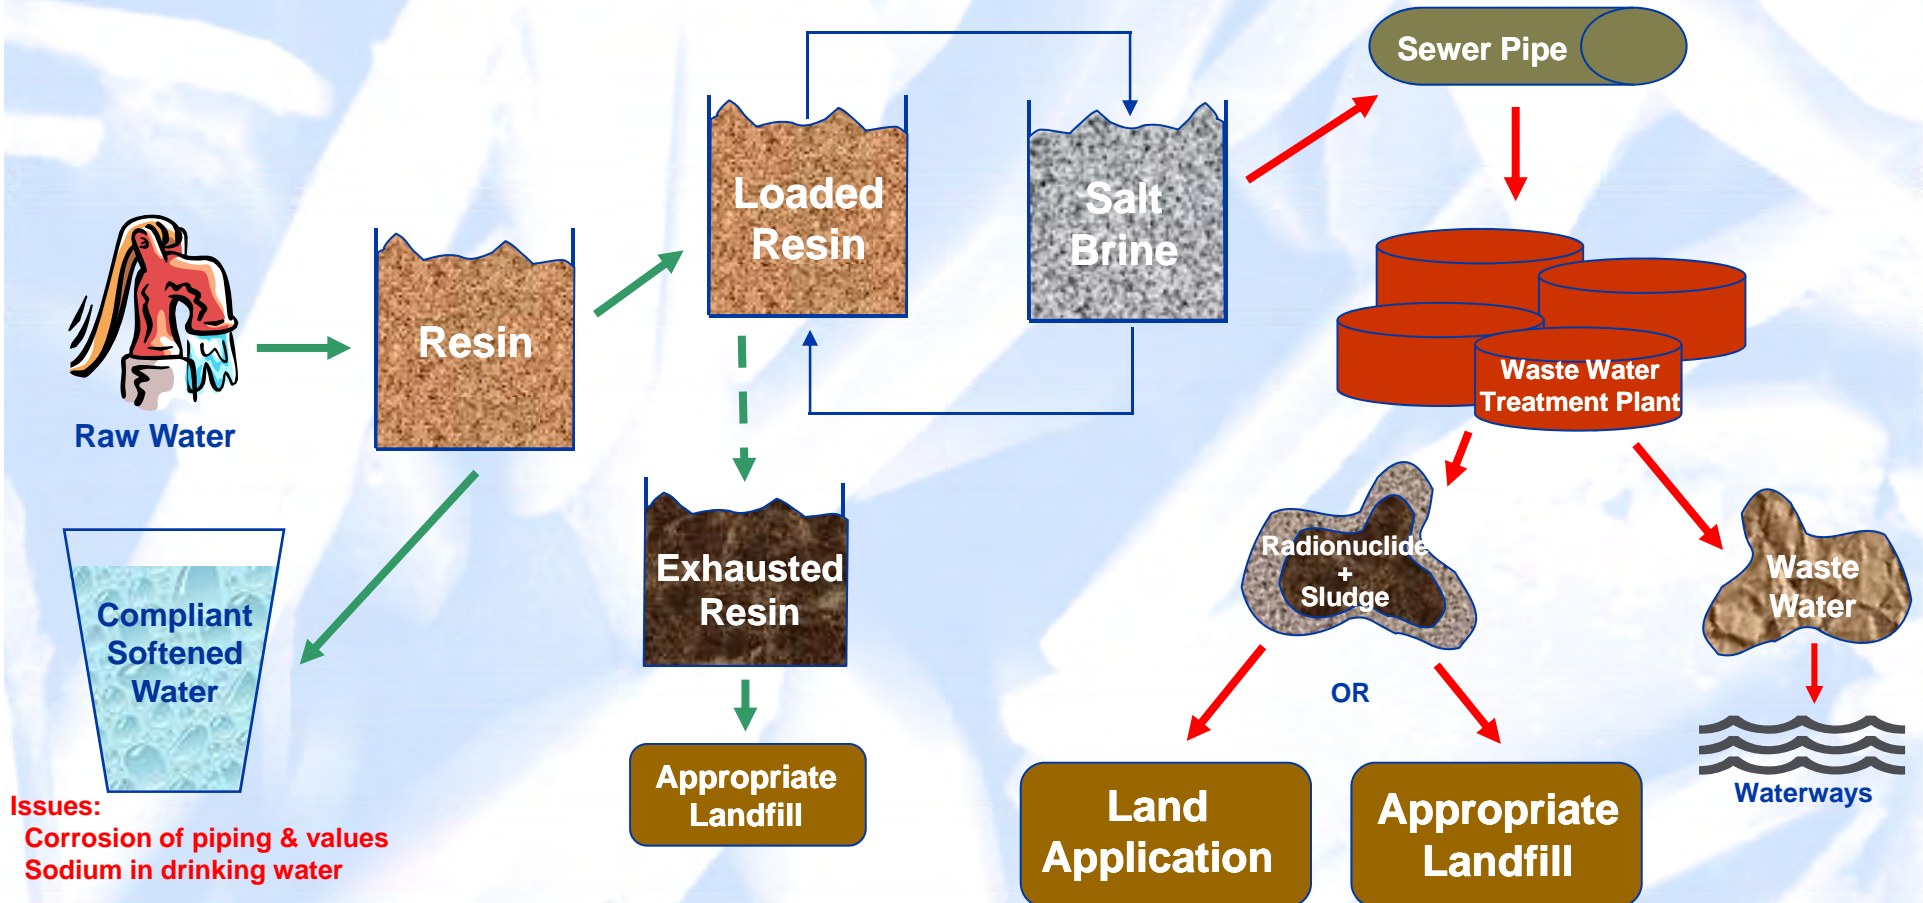 Sewer Pipe
Loaded
Resin
Salt
Brine
Resin
Raw Water
Waste Water
Treatment Plant
Radionuclide
+
Sludge
Waste
Water
Exhausted
Resin
Compliant
Softened
Water
OR
Appropriate
Landfill
Land
Application
Appropriate
Landfill
Waterways
Issues:
Corrosion of piping & values
Sodium in drinking water